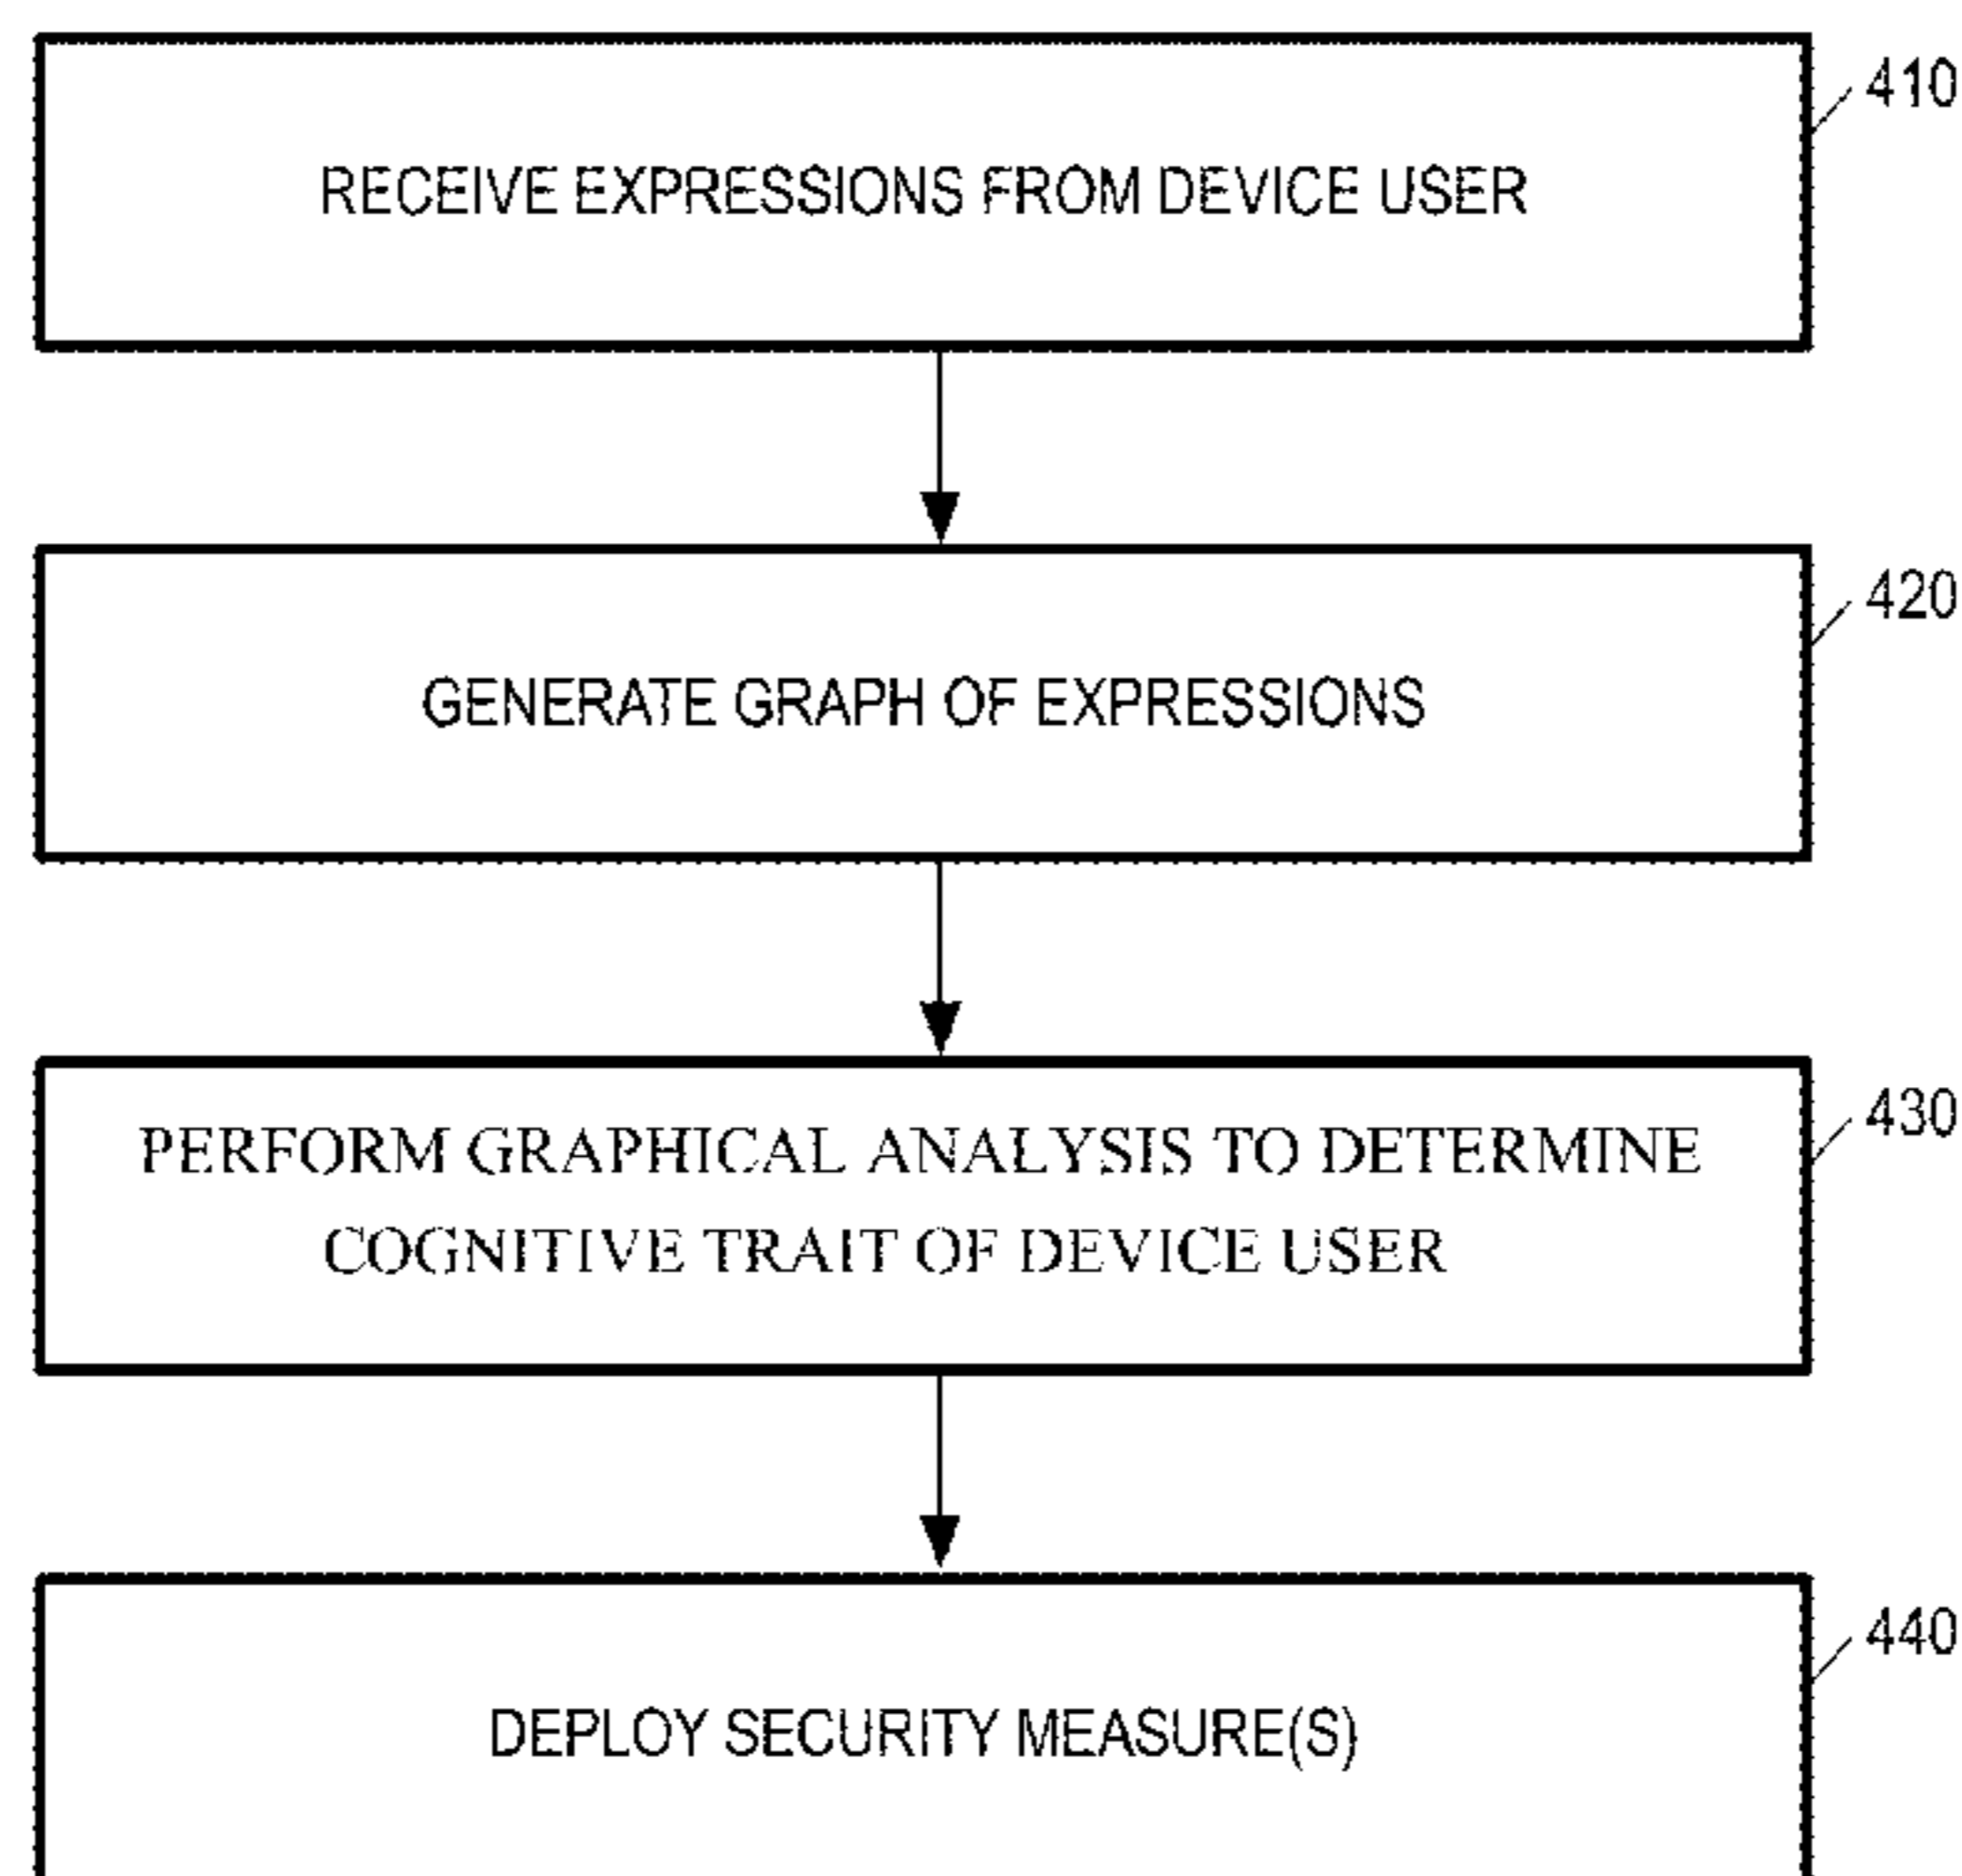 410
RECEIVE EXPRESSIONS FROM DEVICE USER
420
GENERATE GRAPH OF EXPRESSIONS
430
PERFORM GRAPHICAL ANALYSIS TO DETERMINE
COGNITIVE TRAIT OF DEVICE USER
440
DEPLOY SECURITY MEASURE(S)